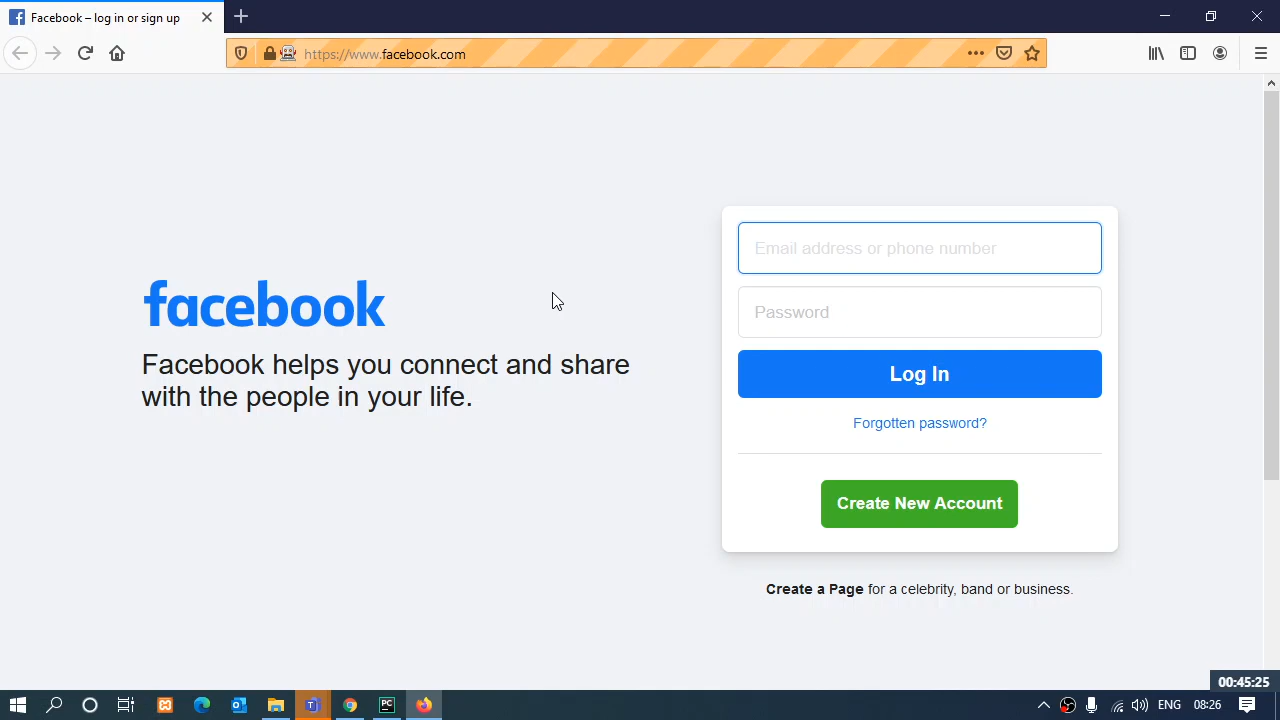 Facebook – log in or sign up
https://www.facebook.com
facebook
Facebook helps you connect and share
with the people in your life.
Email address or phone number
Password
Log In
Forgotten password?
Create New Account
Create a Page for a celebrity, band or business.
00:45:25
PC
ENG
08:26